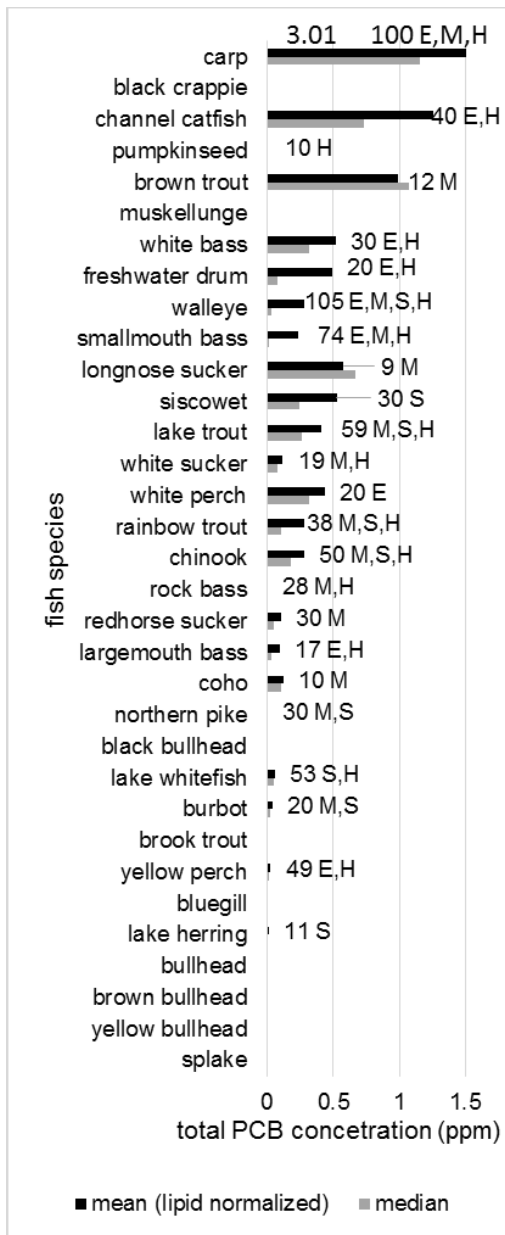 3.01 100 E,M,H
carp
black crappie
channel catfish 40 E,H
pumpkinseed 10 H
brown trout 12 M
muskellunge
white bass 30 E,H
freshwater drum 20 E,H
walleye 105 E,M,S,H
smallmouth bass 74 E,M,H
longnose sucker 9 M
siscowet 30 S
lake trout 59 M,S,H
white sucker 19 M,H
white perch 20 E
rainbow trout 38 M,S,H
chinook 50 M,S,H
rock bass 28 M,H
redhorse sucker 30 M
largemouth bass 17 E,H
coho 10 M
northern pike 30 M,S
black bullhead
lake whitefish 53 S,H
burbot 20 M,S
brook trout
yellow perch 49 E,H
bluegill
lake herring 11 S
bullhead
brown bullhead
yellow bullhead
splake
fish species
0 0.5 1 1.5
total PCB concetration (ppm)
mean (lipid normalized) median